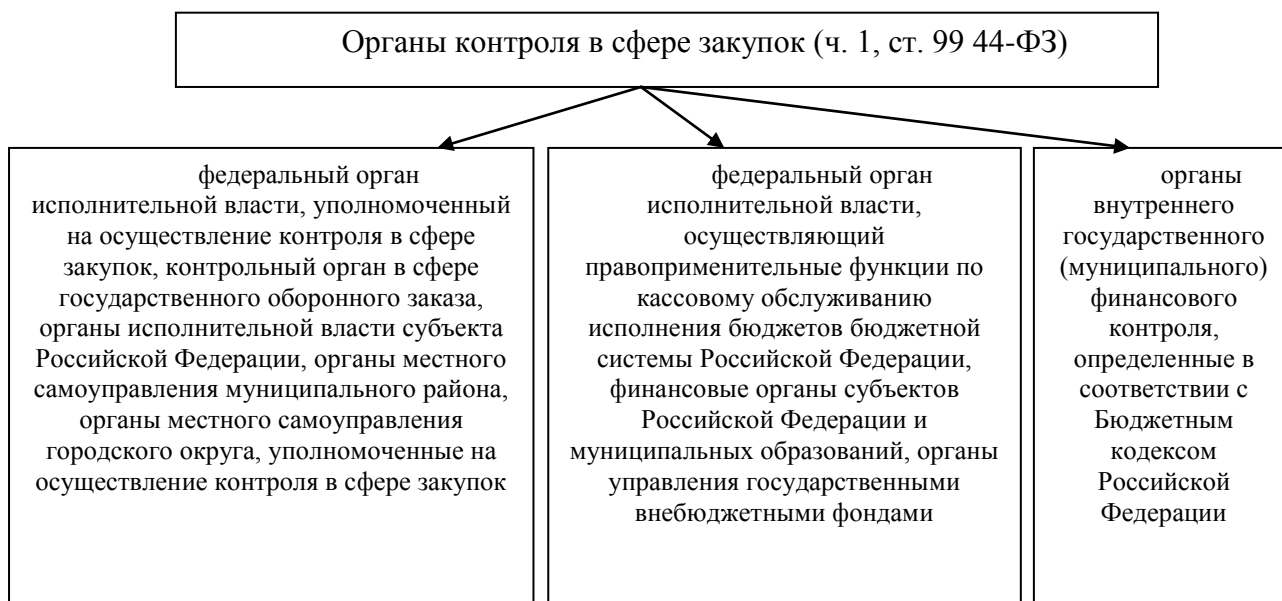 Органы контроля в сфере закупок (ч. 1, ст. 99 44-ФЗ)
федеральный орган
исполнительной власти, уполномоченный
на осуществление контроля в сфере
закупок, контрольный орган в сфере
государственного оборонного заказа,
органы исполнительной власти субъекта
Российской Федерации, органы местного
самоуправления муниципального района,
органы местного самоуправления
городского округа, уполномоченные на
осуществление контроля в сфере закупок
федеральный орган
исполнительной власти,
осуществляющий
правоприменительные функции по
кассовому обслуживанию
исполнения бюджетов бюджетной
системы Российской Федерации,
финансовые органы субъектов
Российской Федерации и
муниципальных образований, органы
управления государственными
внебюджетными фондами
органы
внутреннего
государственного
(муниципального)
финансового
контроля,
определенные в
соответствии с
Бюджетным
кодексом
Российской
Федерации